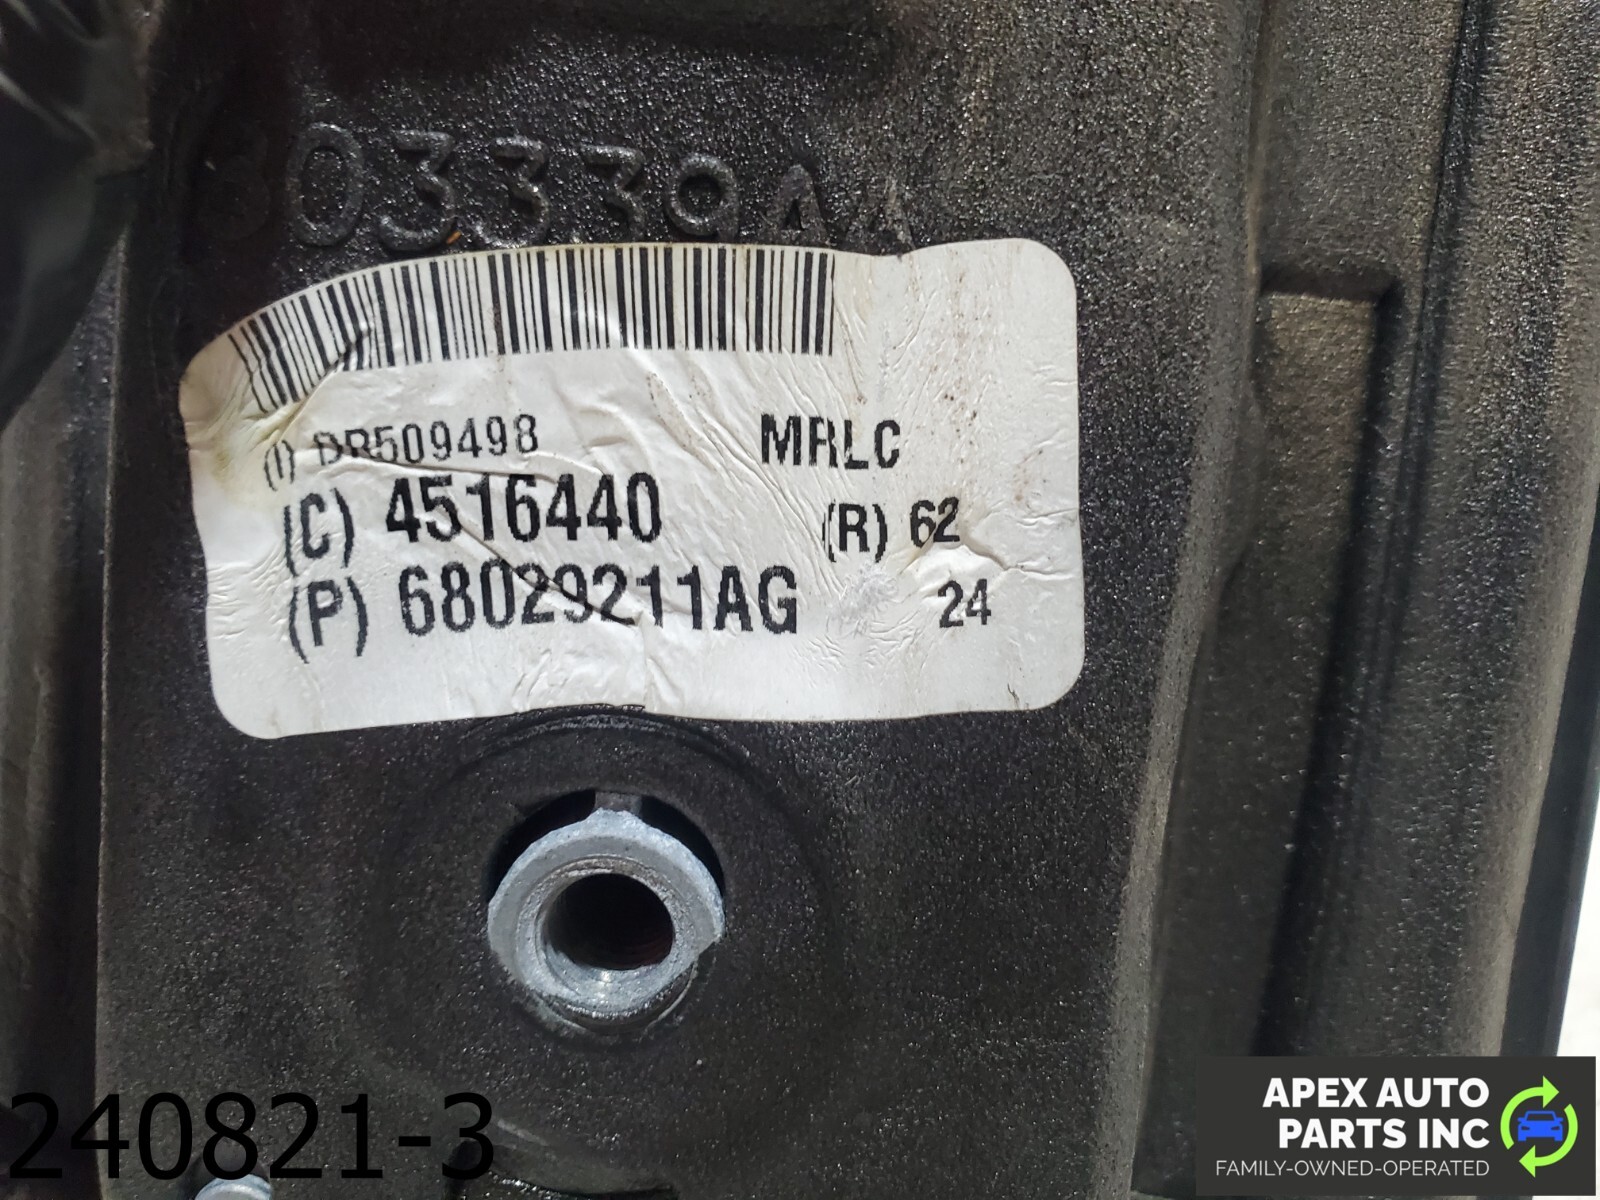 03339AA
(I) DR509498 MRLC
(C) 4516440 (R) 62
(P) 68029211AG 24
240821-3
APEX AUTO
PARTS INC
FAMILY-OWNED-OPERATED